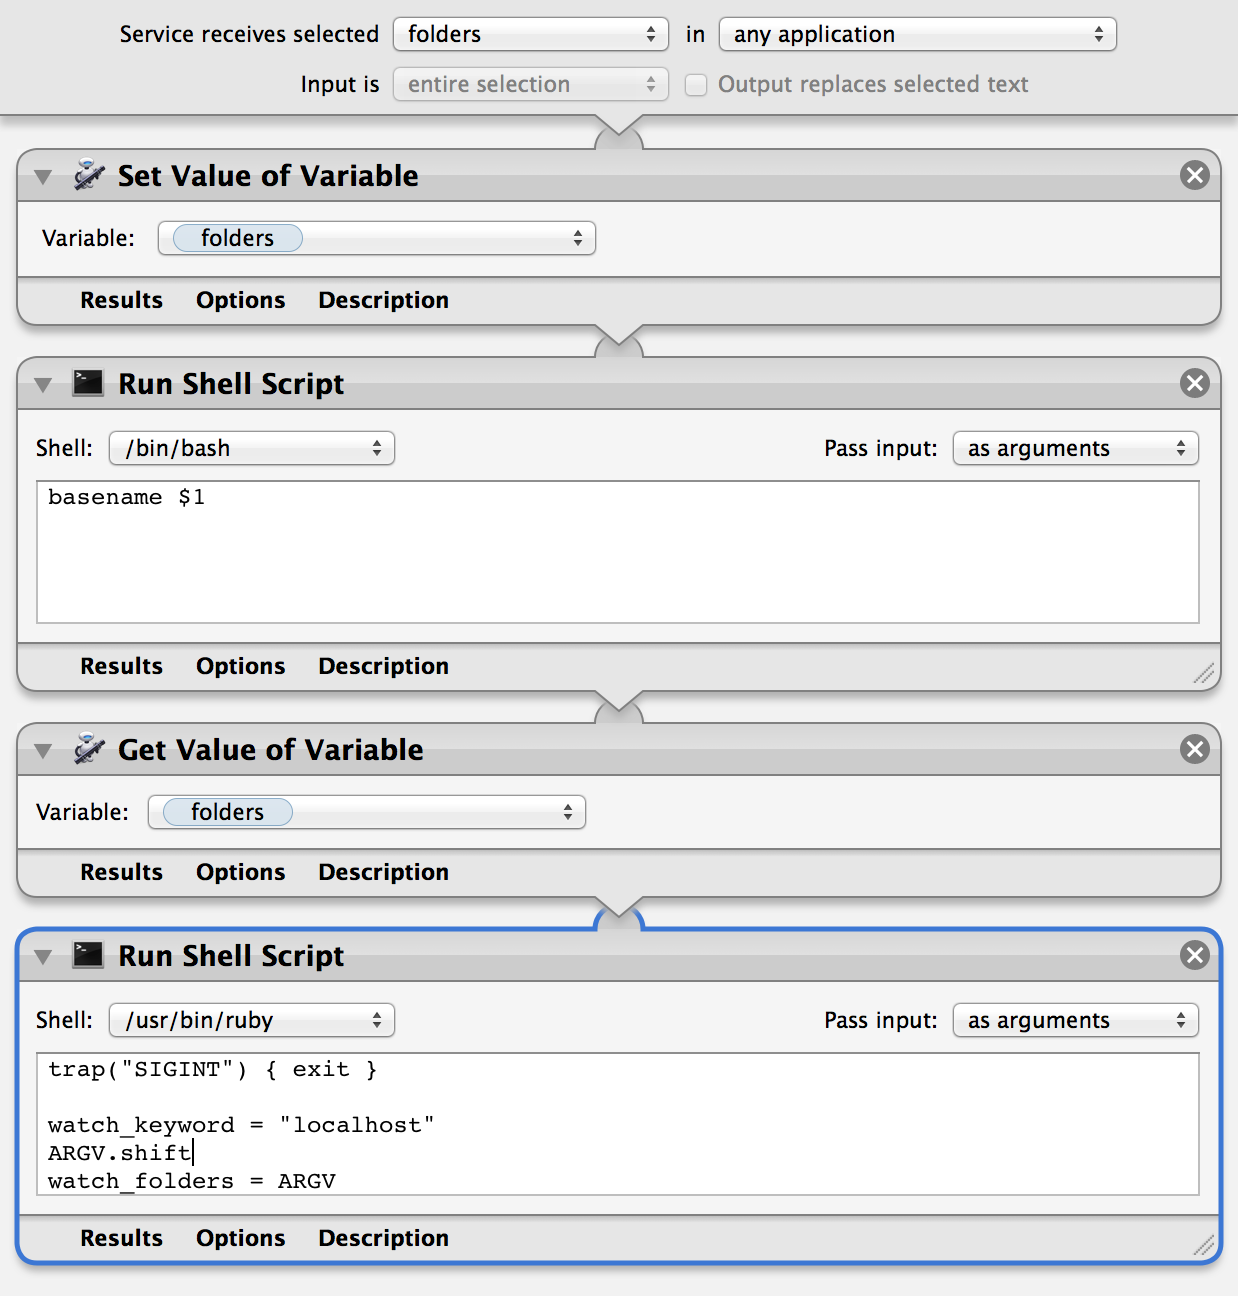 Service receives selected folders in any application
Input is entire selection Output replaces selected text
Set Value of Variable
Variable: folders
Results Options Description
Run Shell Script
Shell: /bin/bash Pass input: as arguments
basename $1
Results Options Description
Get Value of Variable
Variable: folders
Results Options Description
Run Shell Script
Shell: /usr/bin/ruby Pass input: as arguments
trap("SIGINT") { exit }
watch_keyword = "localhost"
ARGV.shift
watch_folders = ARGV
Results Options Description